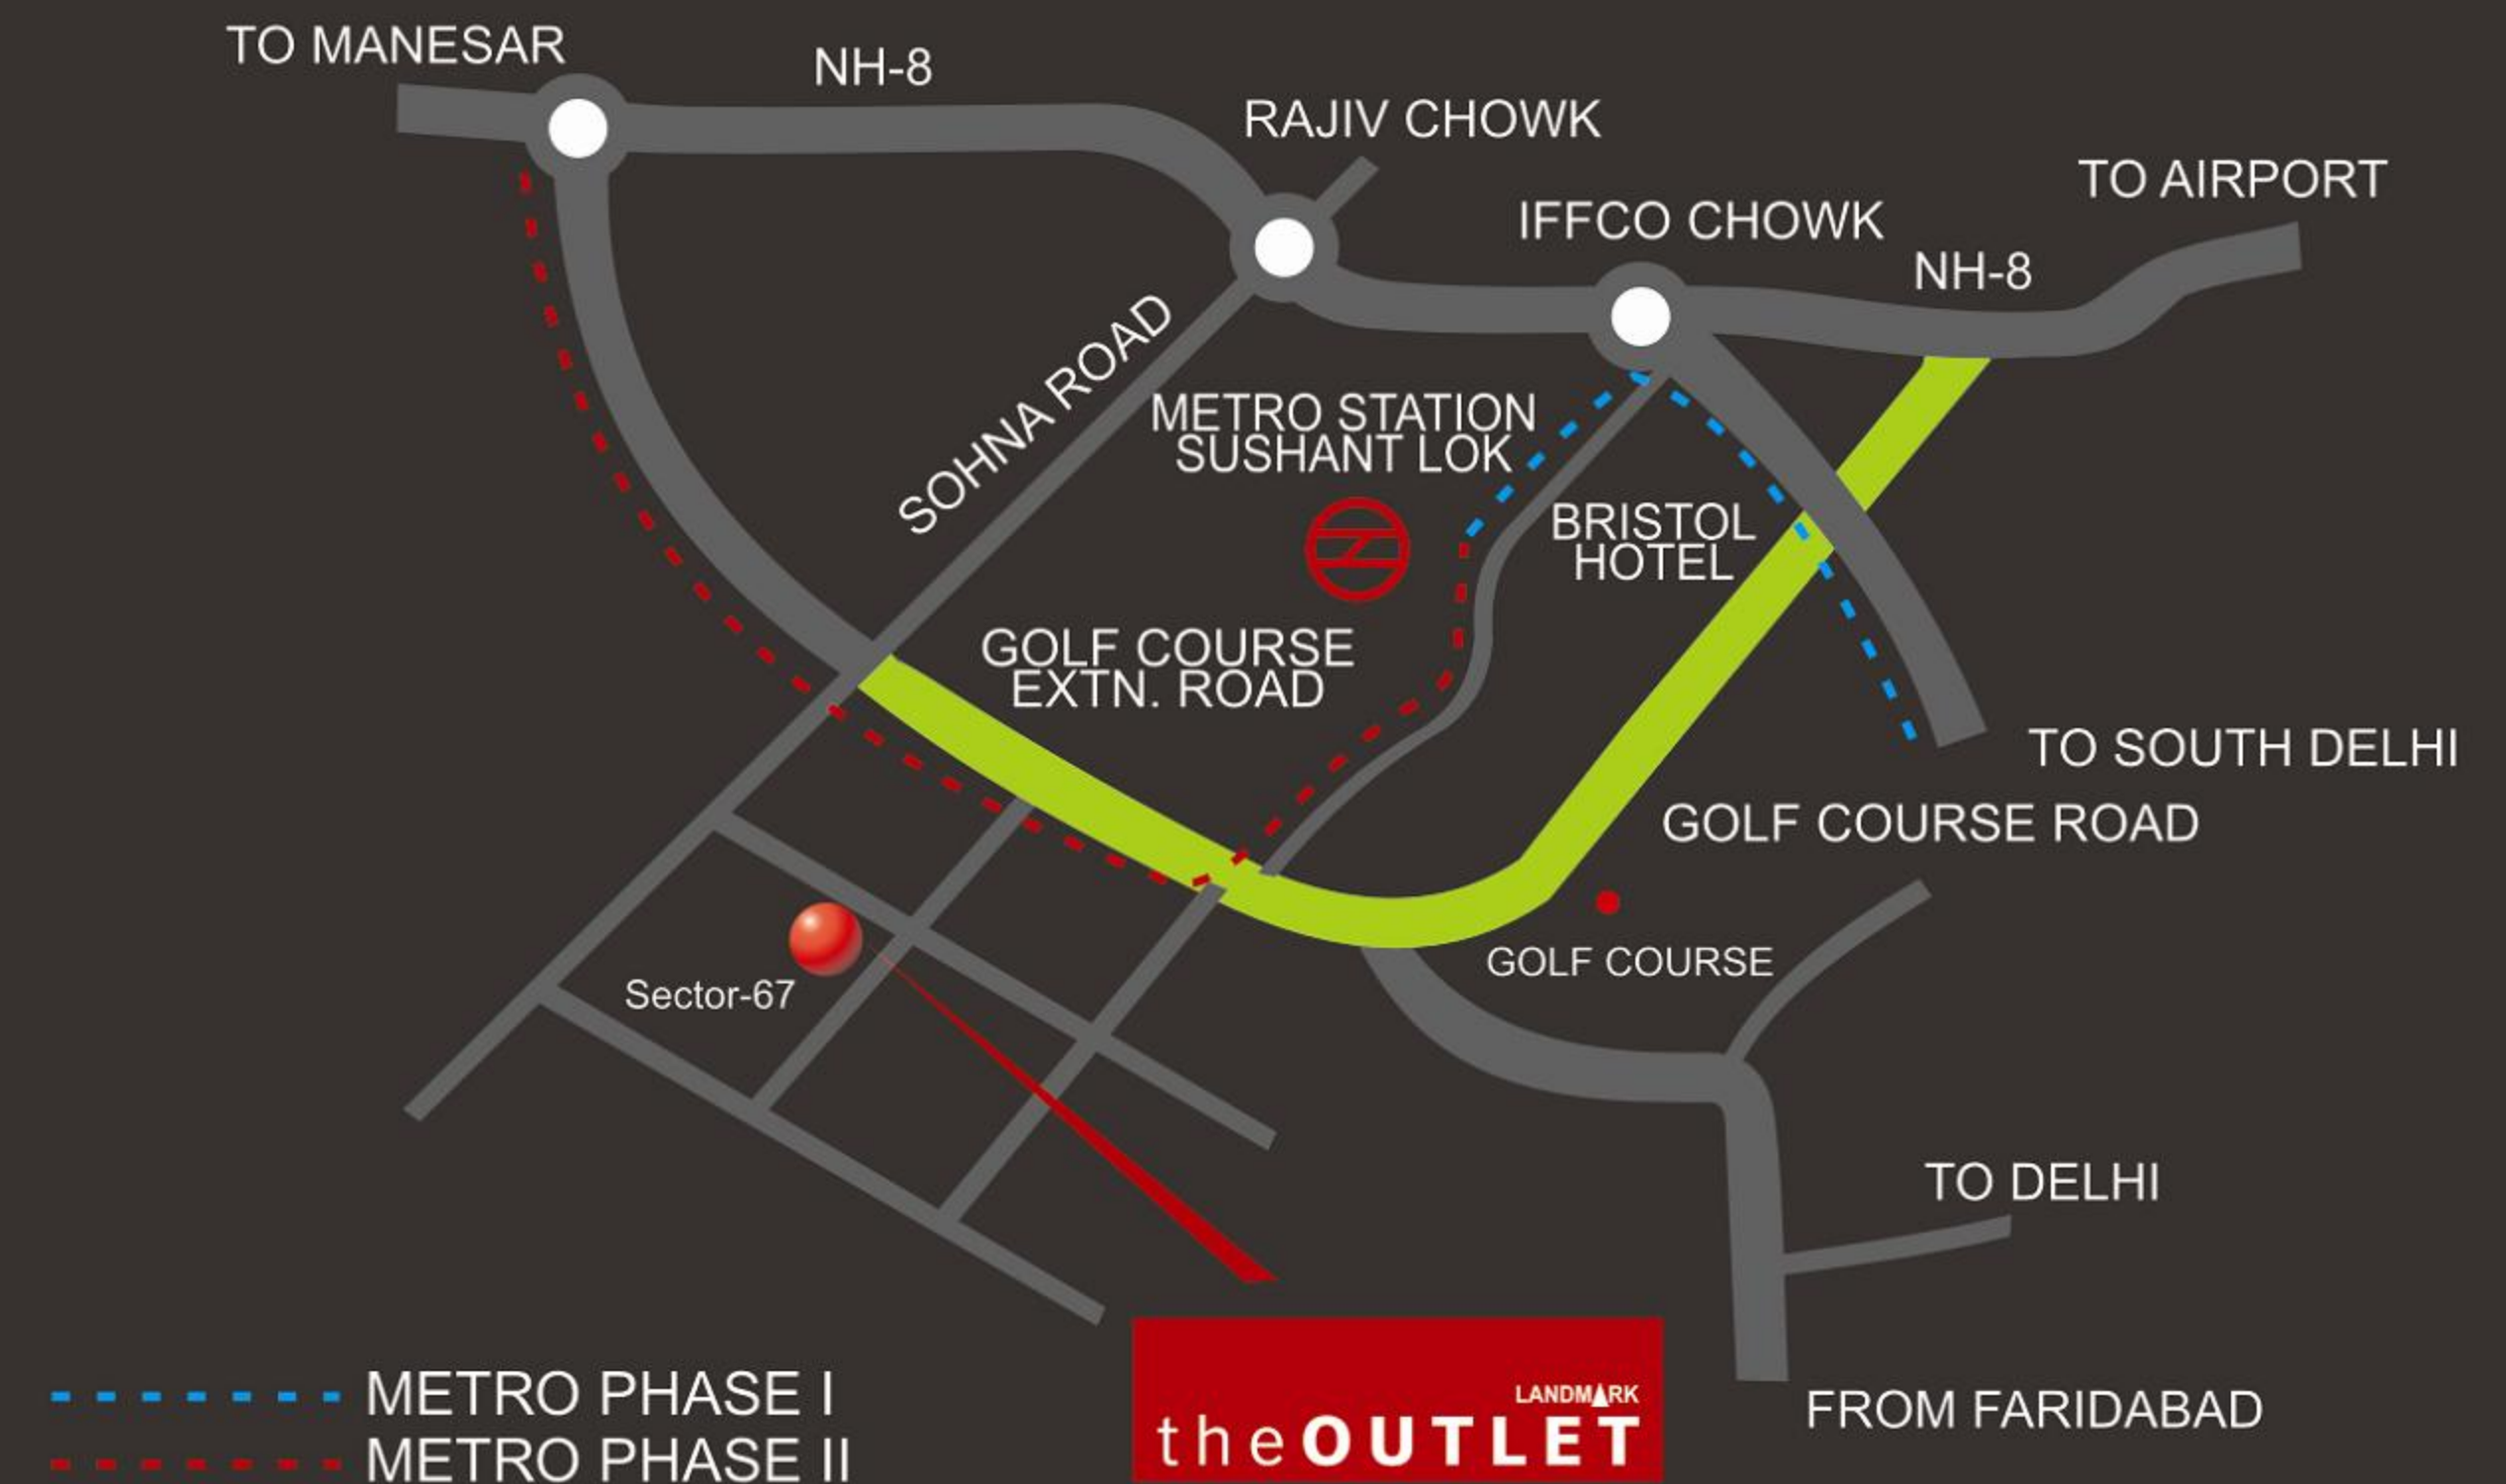 TO MANESAR
NH-8
RAJIV CHOWK
TO AIRPORT
IFFCO CHOWK
NH-8
SOHNA ROAD
METRO STATION
SUSHANT LOK
BRISTOL
HOTEL
GOLF COURSE
EXTN. ROAD
TO SOUTH DELHI
GOLF COURSE ROAD
GOLF COURSE
Sector-67
TO DELHI
METRO PHASE I
METRO PHASE II
LANDMARK
the OUTLET
FROM FARIDABAD